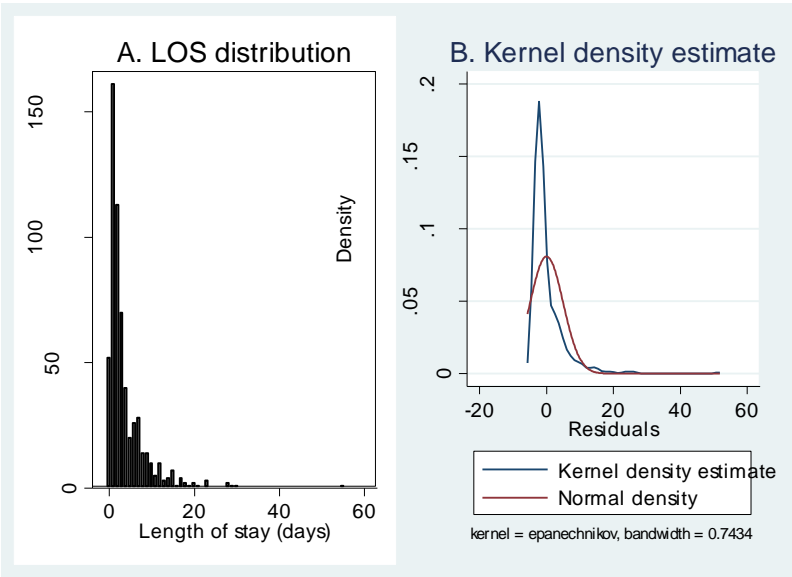 A. LOS distribution
150
100
50
0
0 20 40 60
Length of stay (days)
B. Kernel density estimate
Density
.2
.15
.1
.05
0
-20 0 20 40 60
Residuals
Kernel density estimate
Normal density
kernel = epanechnikov, bandwidth = 0.7434